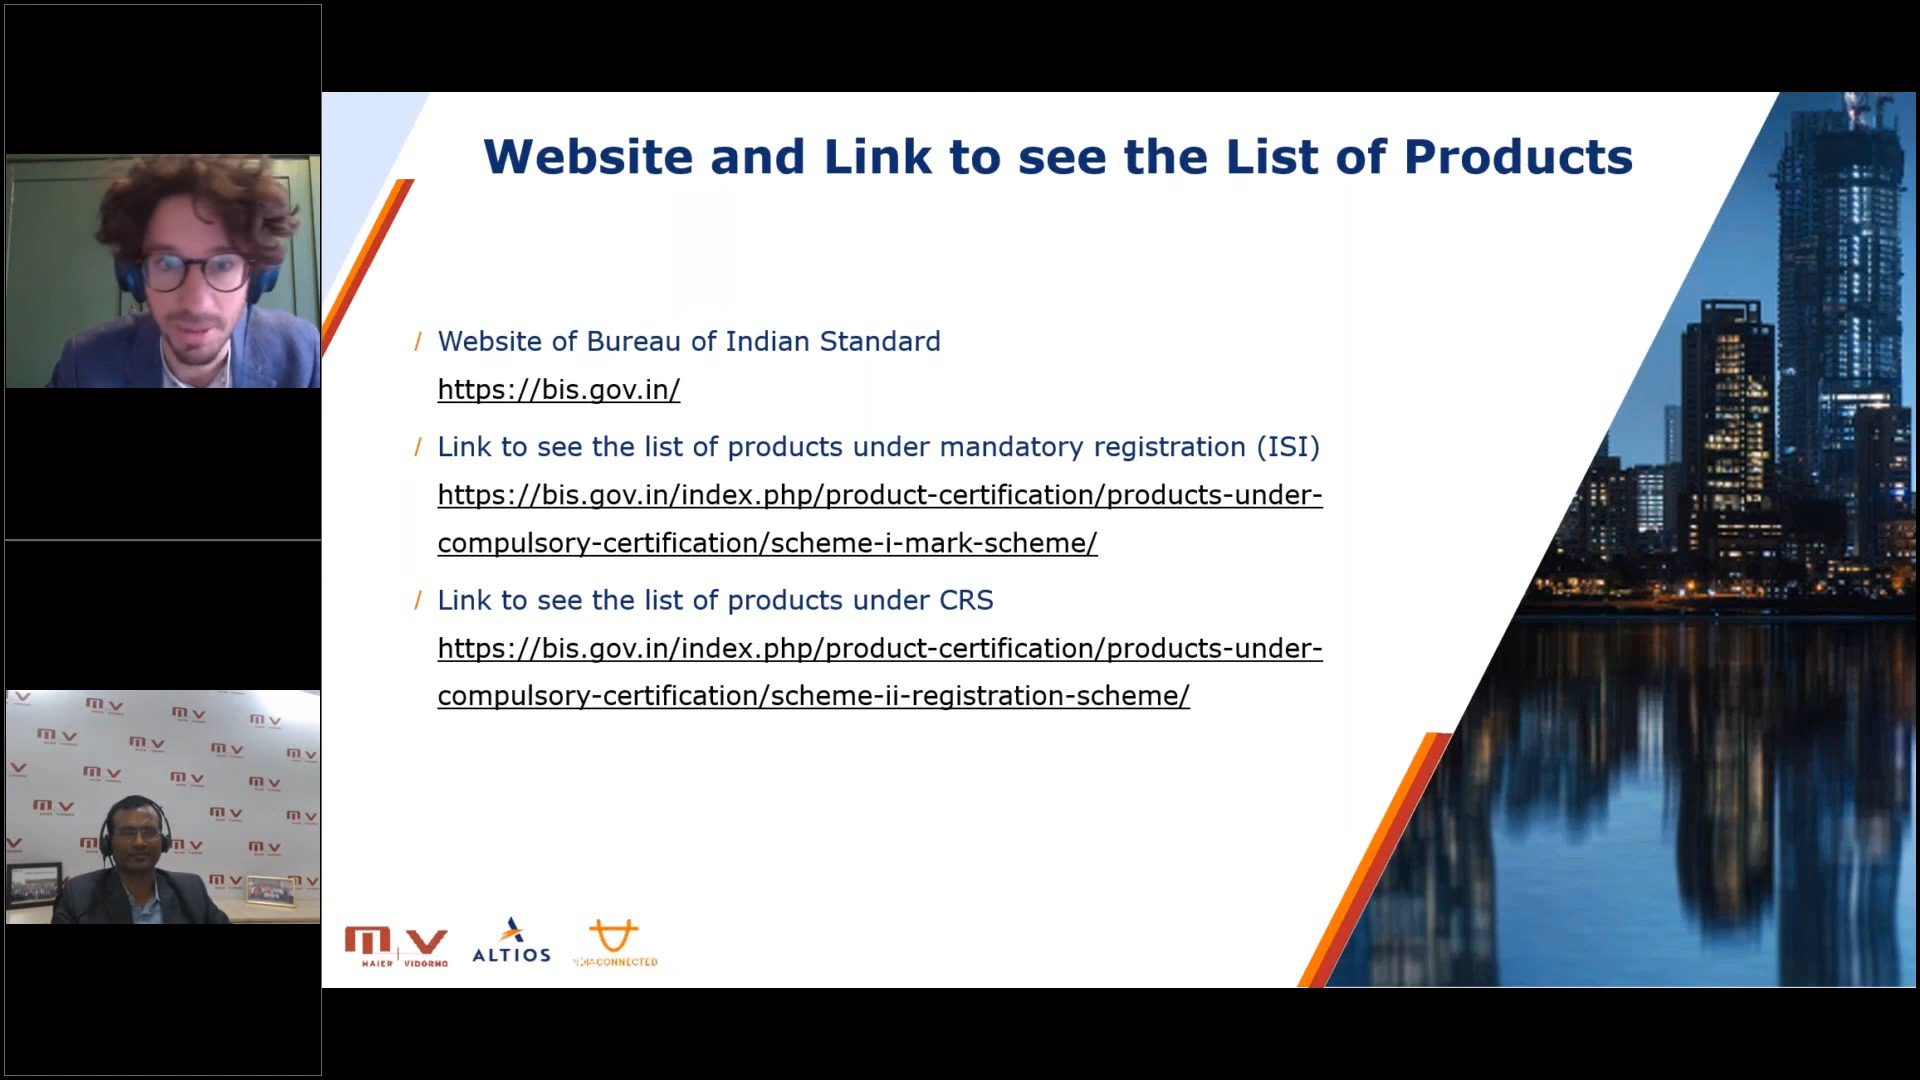 Website and Link to see the List of Products
/ Website of Bureau of Indian Standard
https://bis.gov.in/
/ Link to see the list of products under mandatory registration (ISI)
https://bis.gov.in/index.php/product-certification/products-under-
compulsory-certification/scheme-i-mark-scheme/
/ Link to see the list of products under CRS
https://bis.gov.in/index.php/product-certification/products-under-
compulsory-certification/scheme-ii-registration-scheme/
MAIER VIDORNO
ALTIOS
CONNECTED